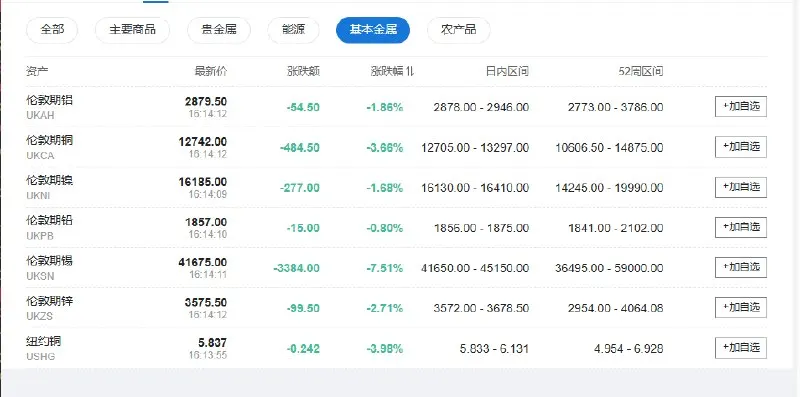 全部 主要商品 贵金属 能源 基本金属 农产品
资产 最新价 涨跌额 涨跌幅⇅ 日内区间 52周区间
伦敦期铝 2879.50 -54.50 -1.86% 2878.00 - 2946.00 2773.00 - 3786.00 +加自选
UKAH 16:14:12
伦敦期铜 12742.00 -484.50 -3.66% 12705.00 - 13297.00 10606.50 - 14875.00 +加自选
UKCA 16:14:12
伦敦期镍 16185.00 -277.00 -1.68% 16130.00 - 16410.00 14245.00 - 19990.00 +加自选
UKNI 16:14:09
伦敦期铅 1857.00 -15.00 -0.80% 1856.00 - 1875.00 1841.00 - 2102.00 +加自选
UKPB 16:14:10
伦敦期锡 41675.00 -3384.00 -7.51% 41650.00 - 45150.00 36495.00 - 59000.00 +加自选
UKSN 16:14:11
伦敦期锌 3575.50 -99.50 -2.71% 3572.00 - 3678.50 2954.00 - 4064.08 +加自选
UKZS 16:14:12
纽约铜 5.837 -0.242 -3.98% 5.833 - 6.131 4.954 - 6.928 +加自选
USHG 16:13:55